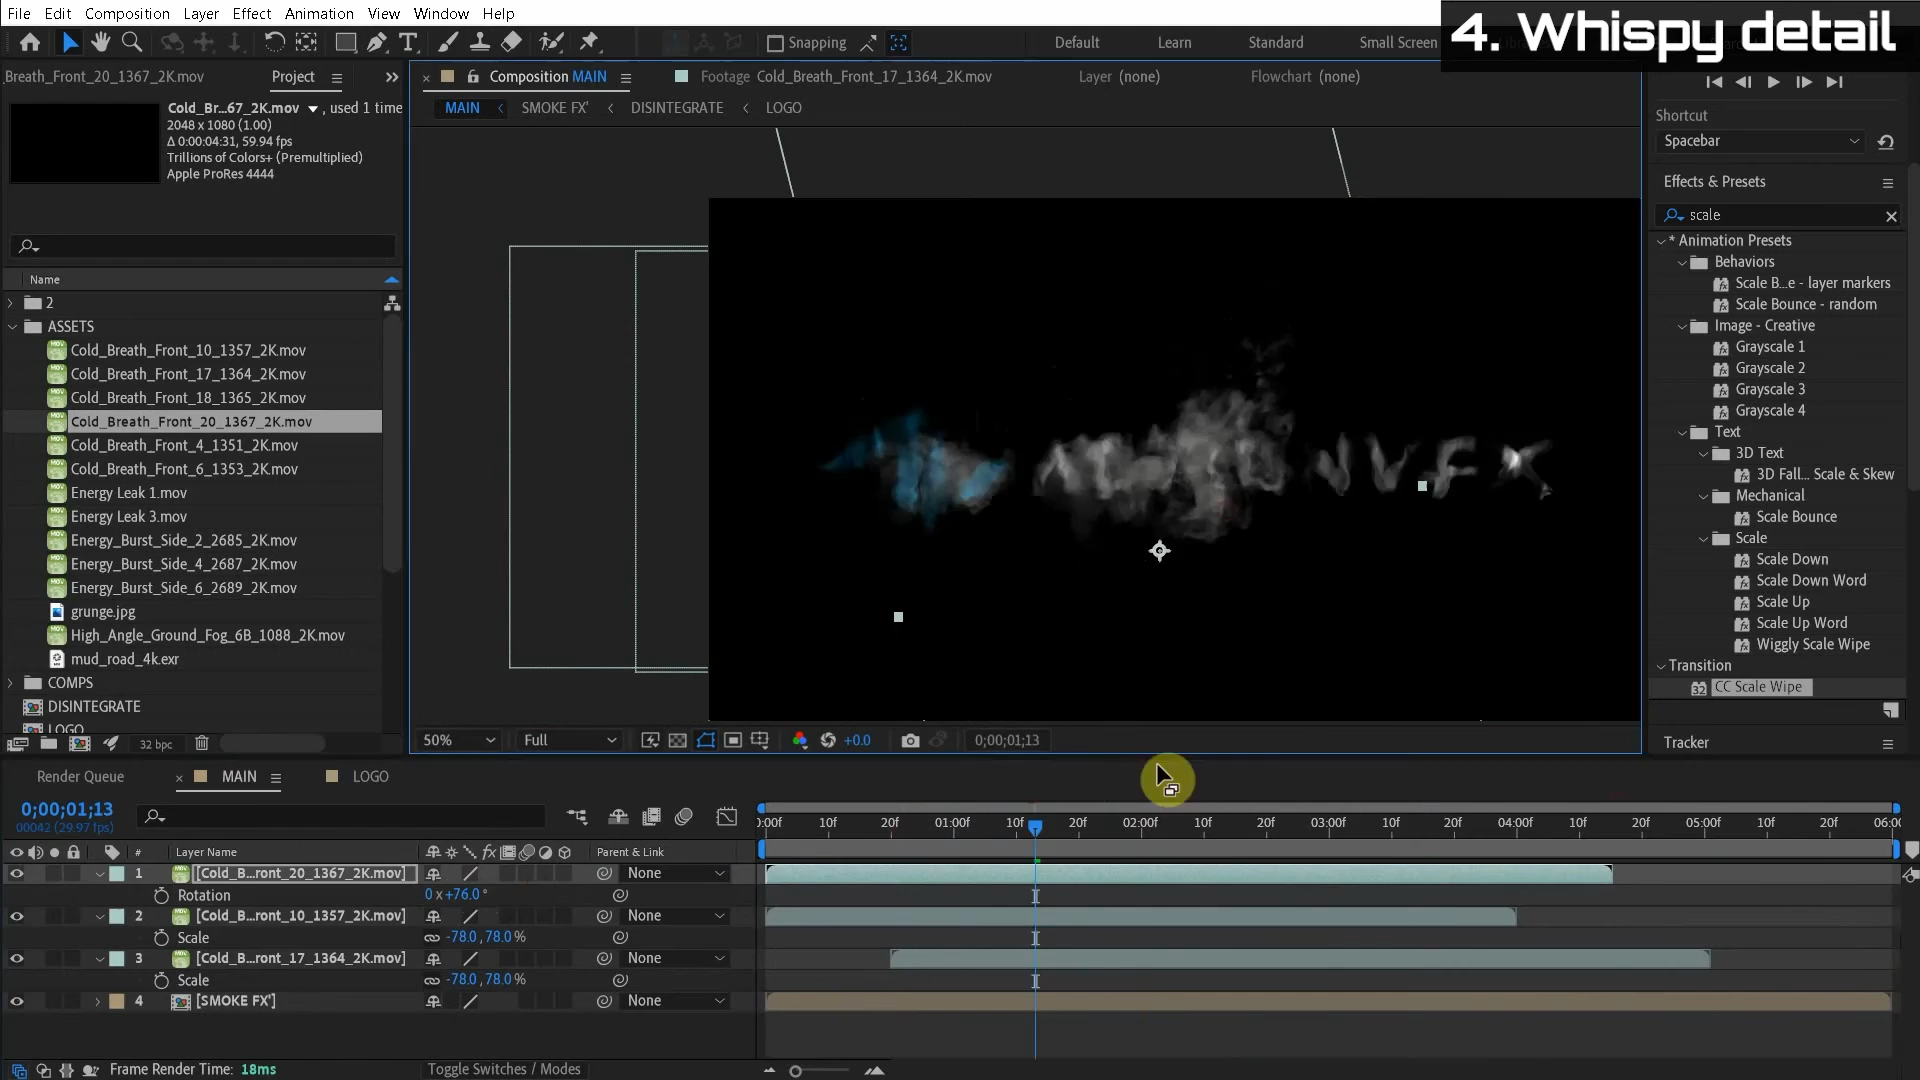 File Edit Composition Layer Effect Animation View Window Help
4. Whispy detail
Snapping Default Learn Standard Small Screen
Breath_Front_20_1367_2K.mov Project
Composition MAIN Footage Cold_Breath_Front_17_1364_2K.mov Layer (none) Flowchart (none)
MAIN SMOKE FX' DISINTEGRATE LOGO
Cold_Br...67_2K.mov , used 1 time
2048 x 1080 (1.00)
Δ 0:00:04:31, 59.94 fps
Trillions of Colors+ (Premultiplied)
Apple ProRes 4444
Name
2
ASSETS
Cold_Breath_Front_10_1357_2K.mov
Cold_Breath_Front_17_1364_2K.mov
Cold_Breath_Front_18_1365_2K.mov
Cold_Breath_Front_20_1367_2K.mov
Cold_Breath_Front_4_1351_2K.mov
Cold_Breath_Front_6_1353_2K.mov
Energy Leak 1.mov
Energy Leak 3.mov
Energy_Burst_Side_2_2685_2K.mov
Energy_Burst_Side_4_2687_2K.mov
Energy_Burst_Side_6_2689_2K.mov
grunge.jpg
High_Angle_Ground_Fog_6B_1088_2K.mov
mud_road_4k.exr
COMPS
DISINTEGRATE
LOGO
32 bpc
N V F X
50% Full +0.0 0;00;01;13
Shortcut
Spacebar
Effects & Presets
scale
* Animation Presets
Behaviors
Scale B...e - layer markers
Scale Bounce - random
Image - Creative
Grayscale 1
Grayscale 2
Grayscale 3
Grayscale 4
Text
3D Text
3D Fall... Scale & Skew
Mechanical
Scale Bounce
Scale
Scale Down
Scale Down Word
Scale Up
Scale Up Word
Wiggly Scale Wipe
Transition
CC Scale Wipe
Tracker
Render Queue MAIN LOGO
0;00;01;13
00042 (29.97 fps)
:00f 10f 20f 01:00f 10f 20f 02:00f 10f 20f 03:00f 10f 20f 04:00f 10f 20f 05:00f 10f 20f 06:00
# Layer Name Parent & Link
1 [Cold_B...ront_20_1367_2K.mov] None
Rotation 0 x+76.0°
2 [Cold_B...ront_10_1357_2K.mov] None
Scale -78.0,78.0%
3 [Cold_B...ront_17_1364_2K.mov] None
Scale -78.0,78.0%
4 [SMOKE FX'] None
Frame Render Time: 18ms Toggle Switches / Modes